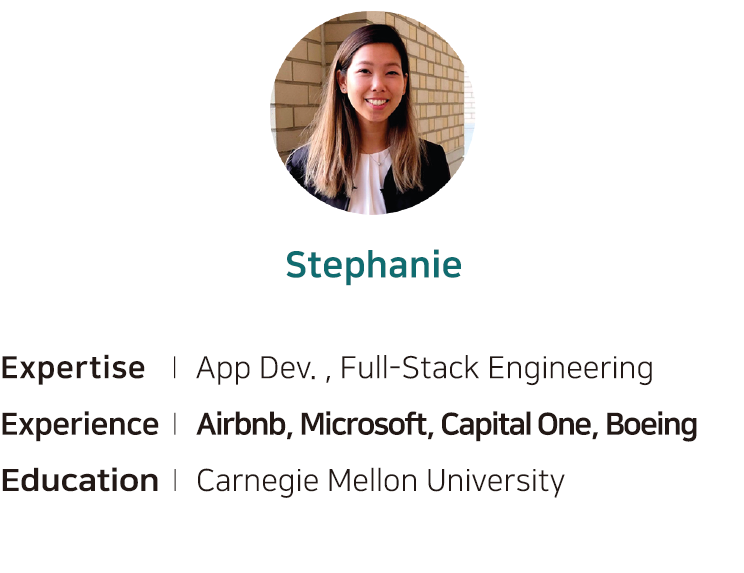 Stephanie
Expertise | App Dev. , Full-Stack Engineering
Experience | Airbnb, Microsoft, Capital One, Boeing
Education | Carnegie Mellon University